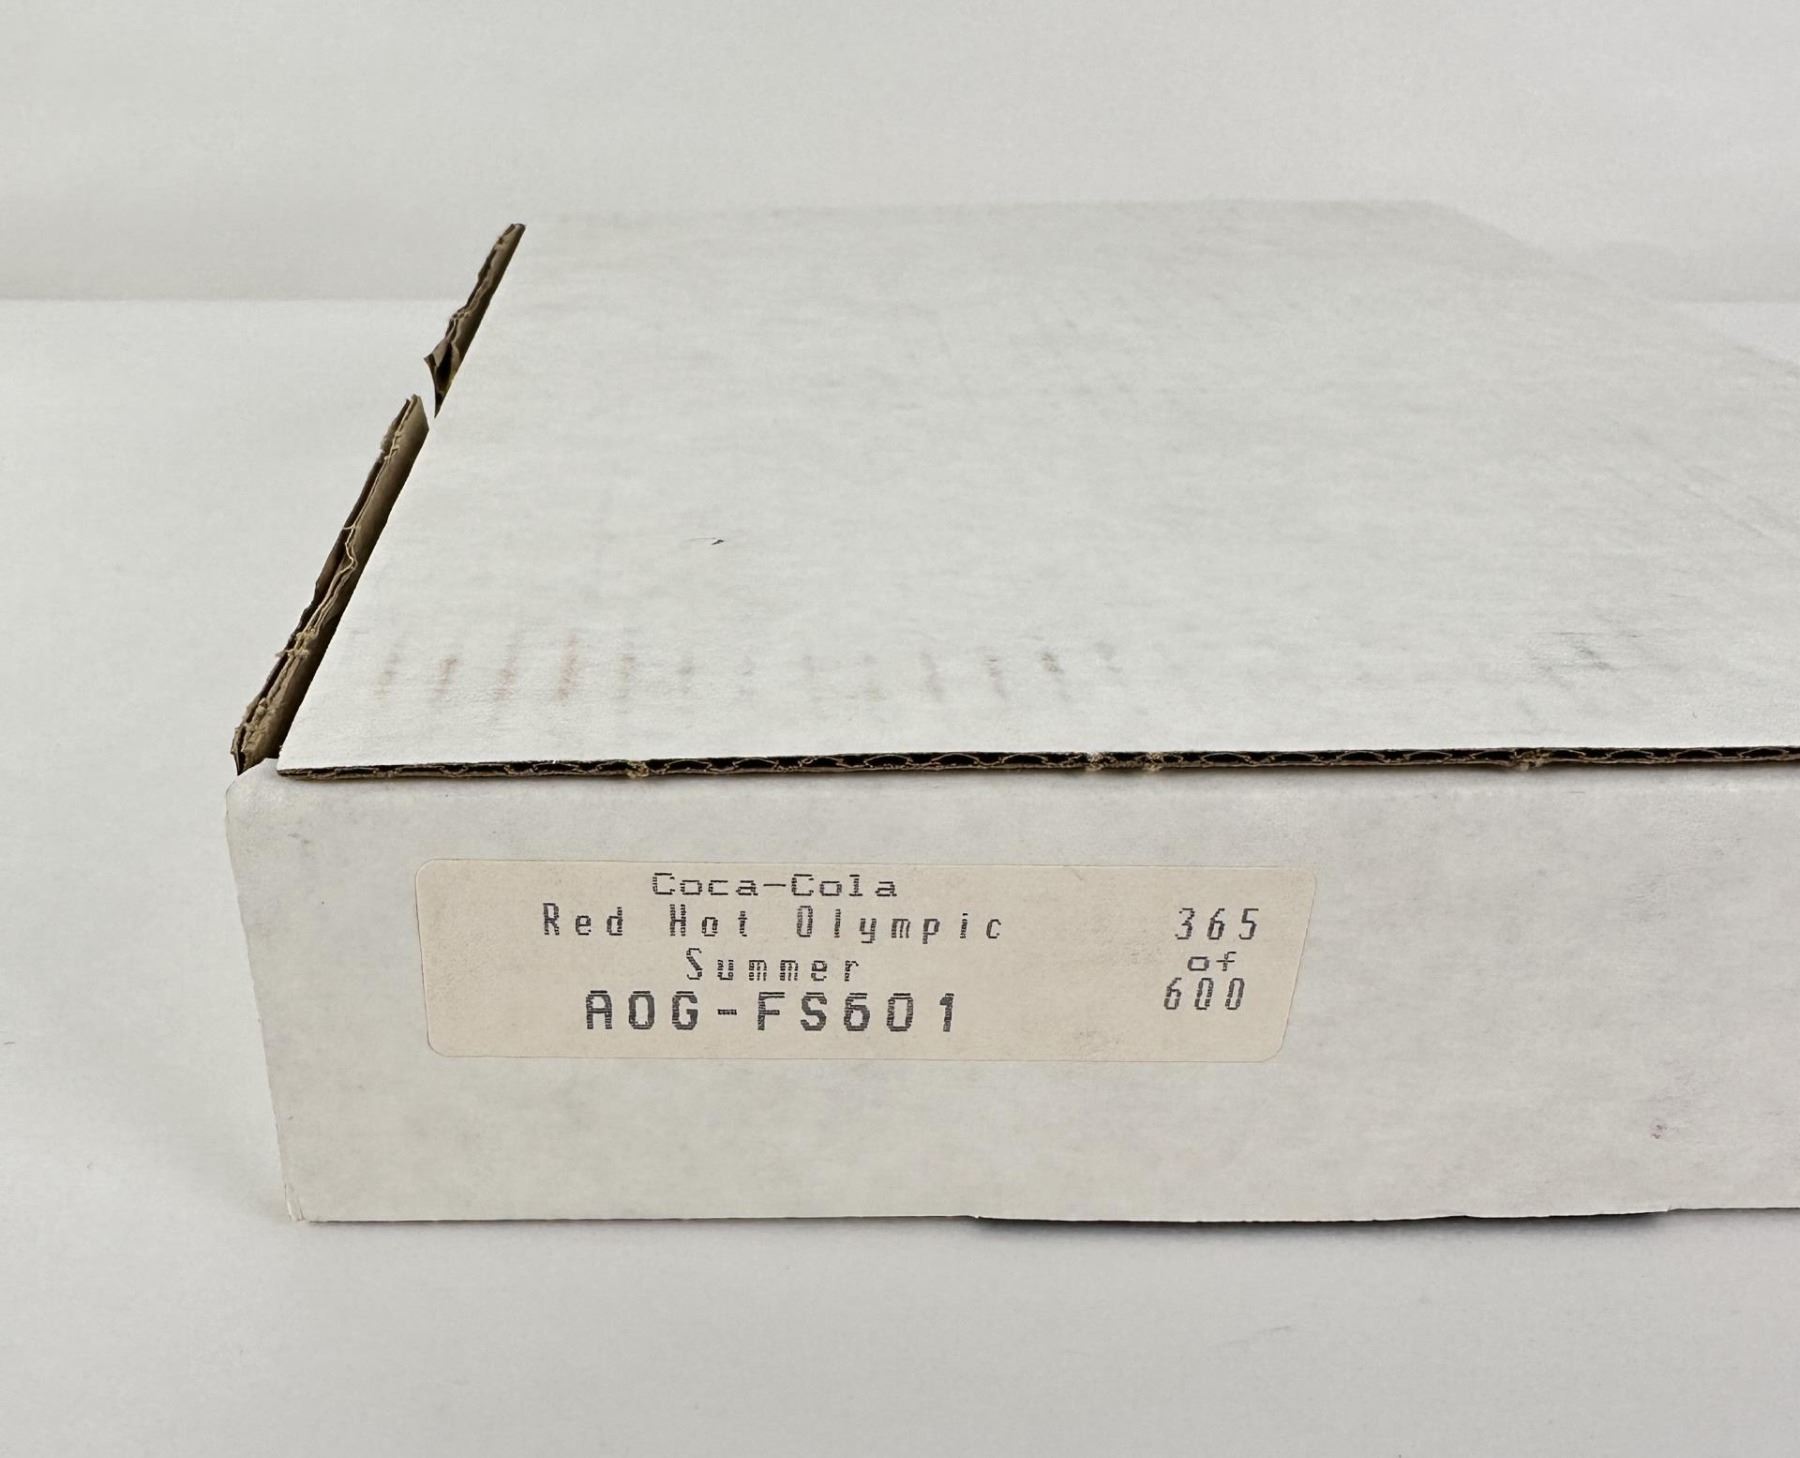 Coca-Cola
Red Hot Olympic
Summer
AOG-FS601
365
of
600